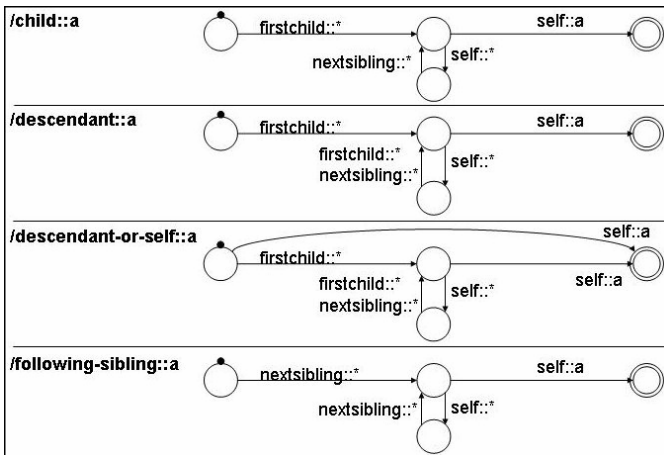 /child::a
firstchild::*
self::a
nextsibling::*
self::*
/descendant::a
firstchild::*
self::a
firstchild::*
nextsibling::*
self::*
/descendant-or-self::a
self::a
firstchild::*
self::a
firstchild::*
nextsibling::*
self::*
/following-sibling::a
nextsibling::*
self::a
nextsibling::*
self::*